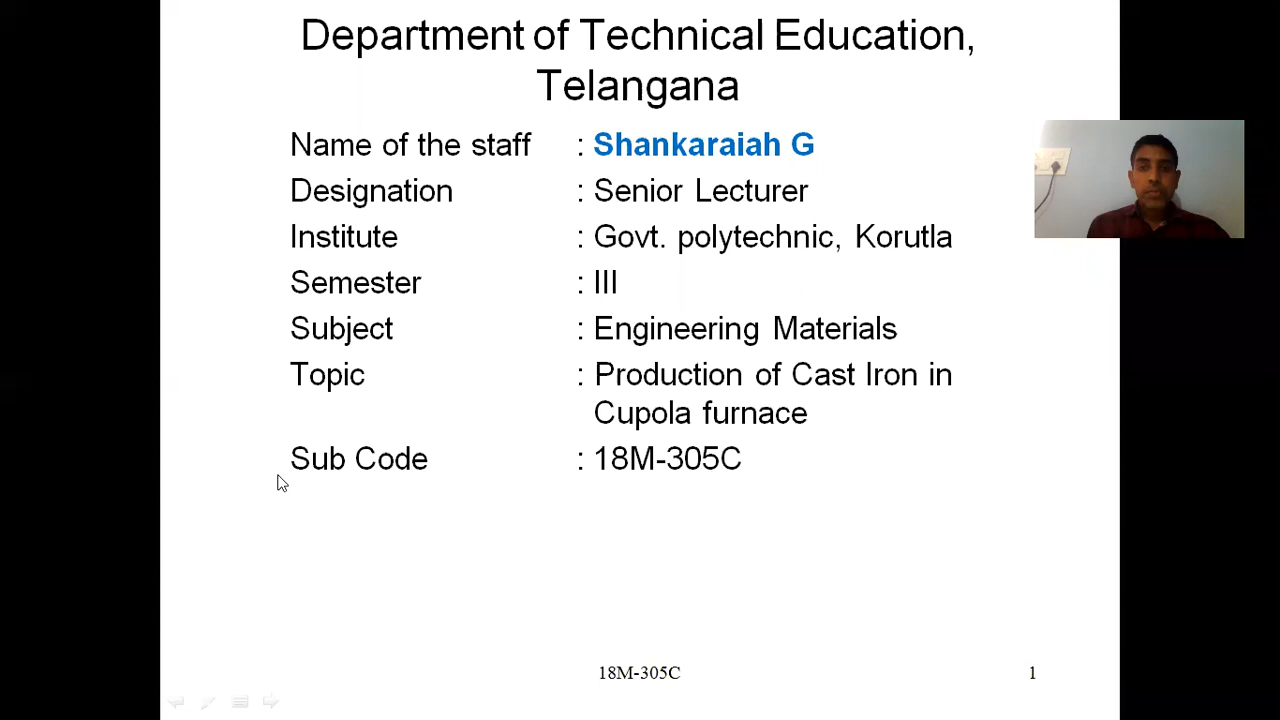 Department of Technical Education,
Telangana
Name of the staff : Shankaraiah G
Designation : Senior Lecturer
Institute : Govt. polytechnic, Korutla
Semester : III
Subject : Engineering Materials
Topic : Production of Cast Iron in
Cupola furnace
Sub Code : 18M-305C
18M-305C 1